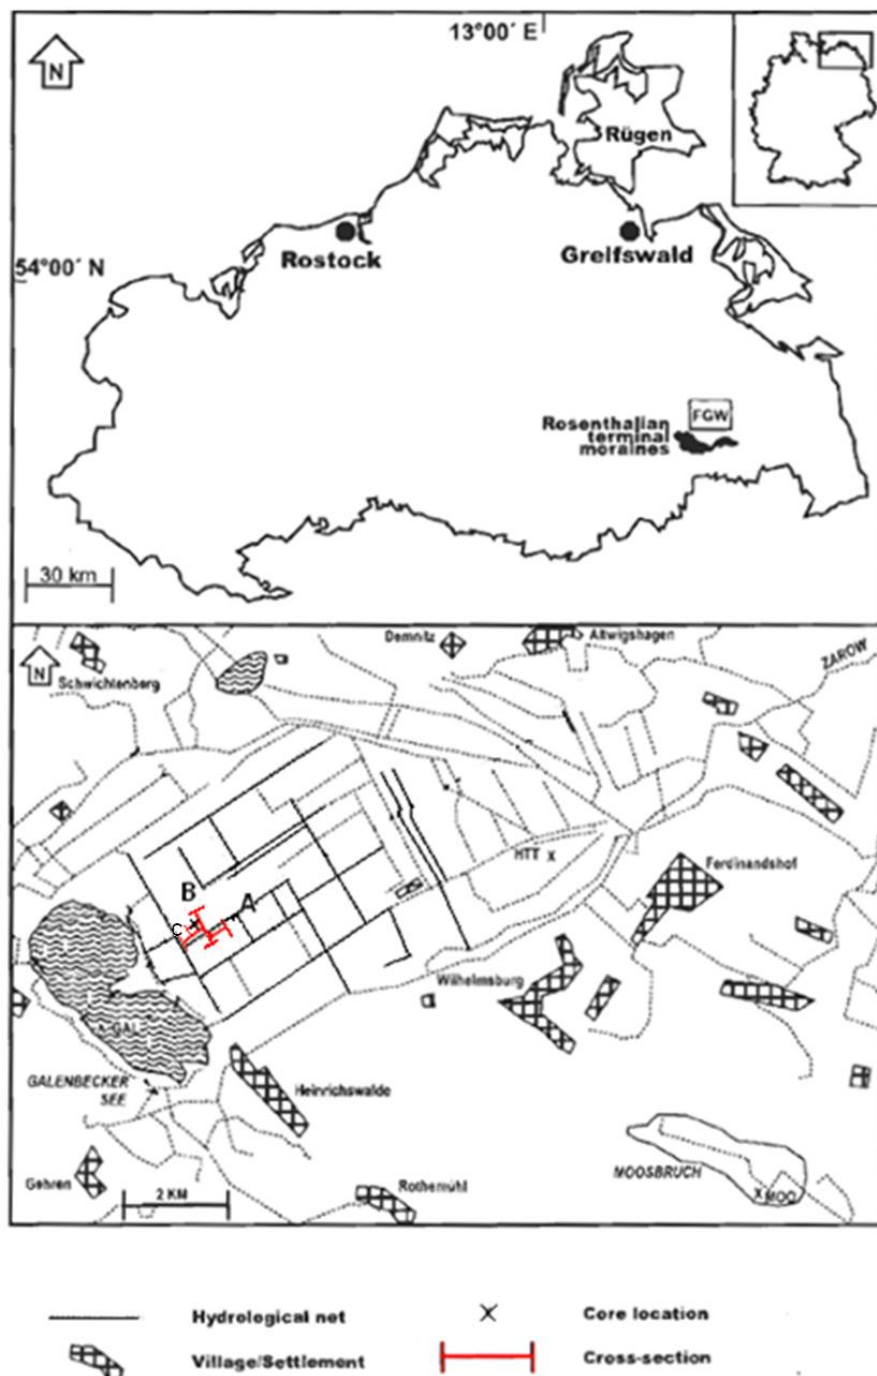 13°00´ E
N
Rügen
Rostock
Greifswald
54°00´ N
FGW
Rosenthalian
terminal
moraines
30 km
Demnitz
Altwigshagen
N
ZAROW
Schwichtenberg
HTT X
Ferdinandshof
B
A
C
Wilhelmsburg
GAL
GALENBECKER
SEE
Heinrichswalde
MOOSBRUCH
Gehren
2 KM
Rothemühl
X MOO
Hydrological net
Core location
Village/Settlement
Cross-section